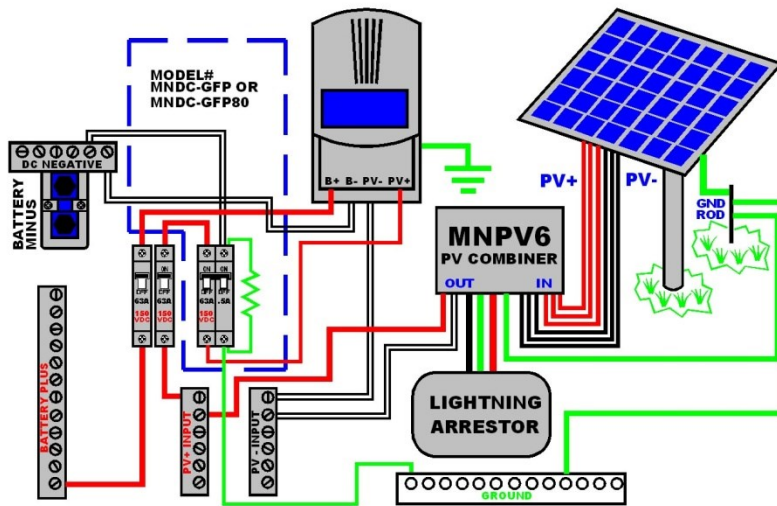 MODEL#
MNDC-GFP OR
MNDC-GFP80
DC NEGATIVE
BATTERY
MINUS
B+ B- PV- PV+
PV+
PV-
GND
ROD
MNPV6
PV COMBINER
OUT
IN
OFF
63A
150
VDC
ON
OFF
63A
150
VDC
ON
OFF
63A
150
VDC
ON
OFF
.5A
BATTERY PLUS
PV+ INPUT
PV - INPUT
LIGHTNING
ARRESTOR
GROUND